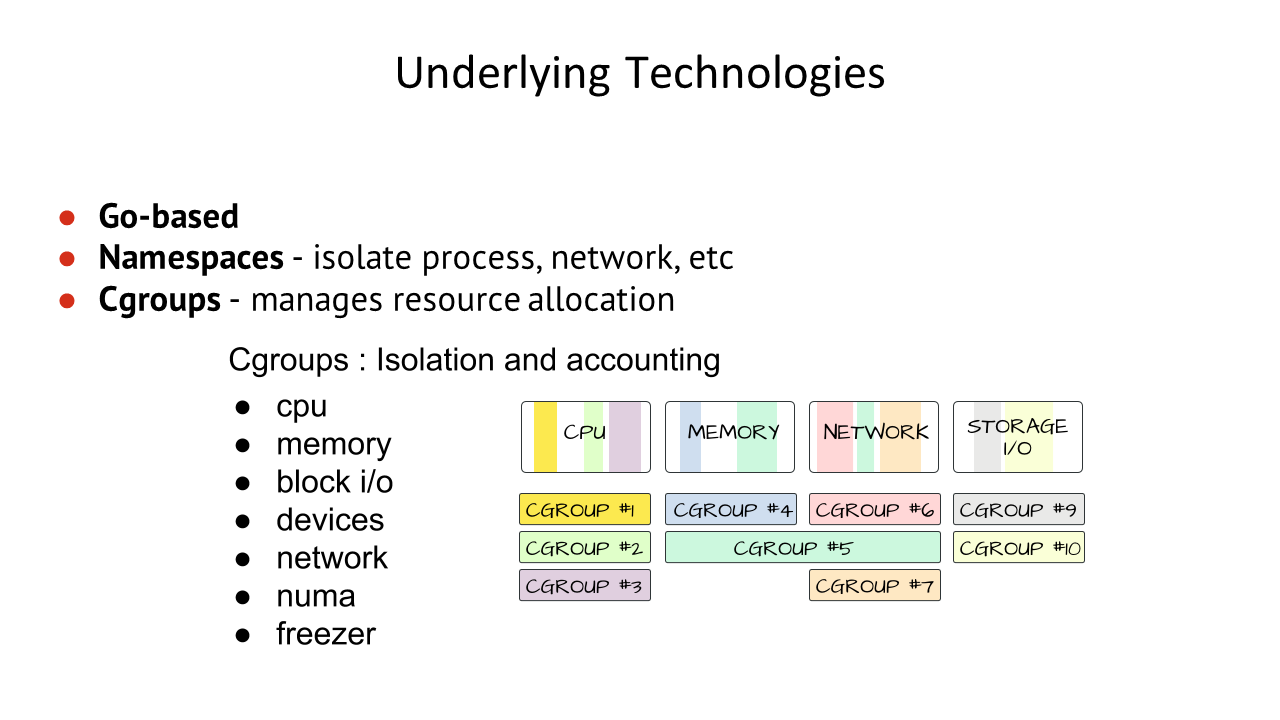 Underlying Technologies
● Go-based
● Namespaces - isolate process, network, etc
● Cgroups - manages resource allocation
Cgroups : Isolation and accounting
● cpu
● memory
● block i/o
● devices
● network
● numa
● freezer
CPU
MEMORY
NETWORK
STORAGE
I/O
CGROUP #1
CGROUP #4
CGROUP #6
CGROUP #9
CGROUP #2
CGROUP #5
CGROUP #10
CGROUP #3
CGROUP #7